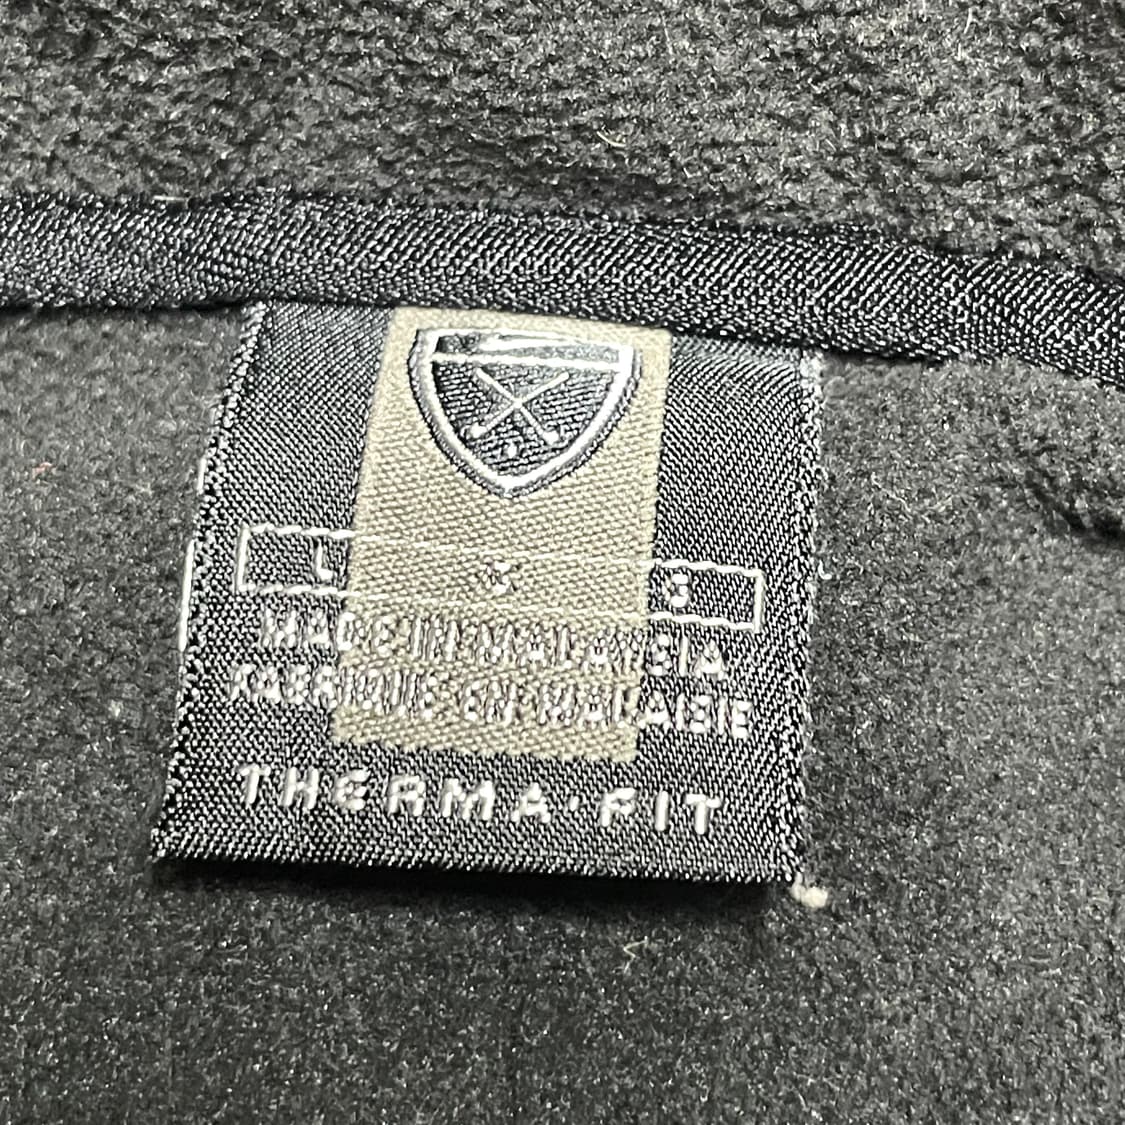 L G G
MADE IN MALAYSIA
FABRIQUÉ EN MALAISIE
THERMA·FIT